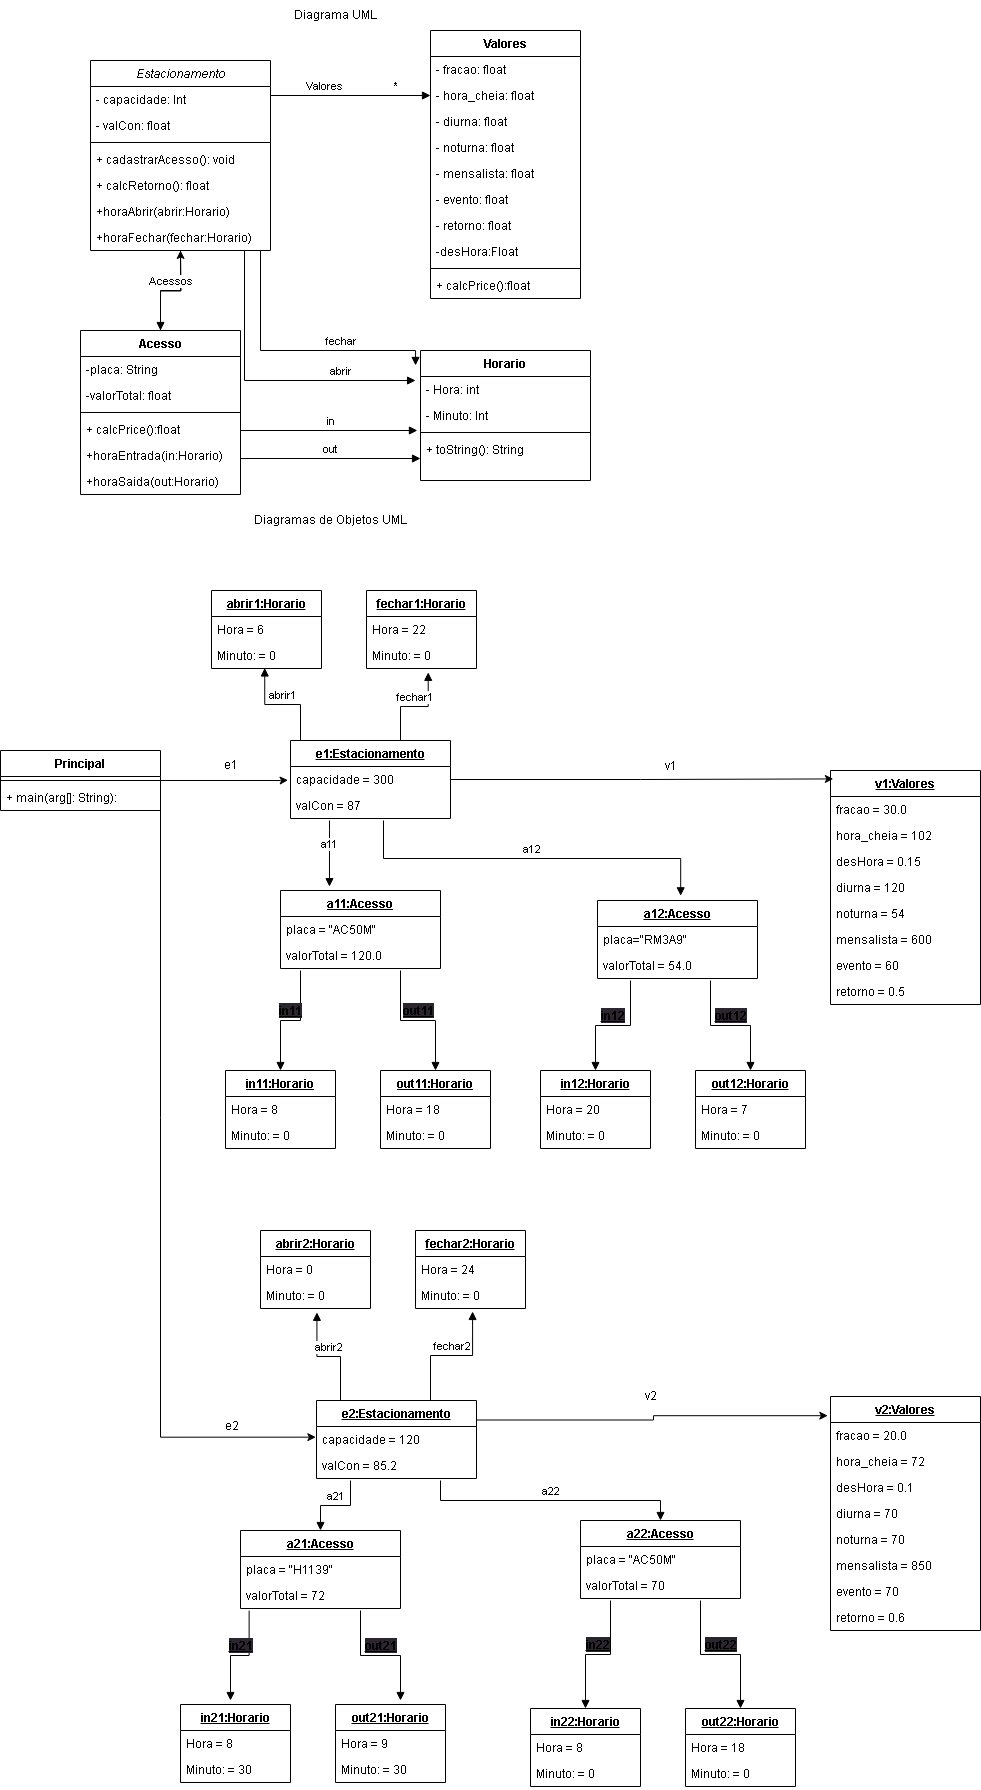 Diagrama UML
Estacionamento
- capacidade: Int
- valCon: float
+ cadastrarAcesso(): void
+ calcRetorno(): float
+horaAbrir(abrir:Horario)
+horaFechar(fechar:Horario)
Valores
*
Valores
- fracao: float
- hora_cheia: float
- diurna: float
- noturna: float
- mensalista: float
- evento: float
- retorno: float
-desHora:Float
+ calcPrice():float
Acessos
Acesso
-placa: String
-valorTotal: float
+ calcPrice():float
+horaEntrada(in:Horario)
+horaSaida(out:Horario)
fechar
abrir
in
out
Horario
- Hora: int
- Minuto: Int
+ toString(): String
Diagramas de Objetos UML
abrir1:Horario
Hora = 6
Minuto: = 0
fechar1:Horario
Hora = 22
Minuto: = 0
abrir1
fechar1
Principal
+ main(arg[]: String):
e1
e1:Estacionamento
capacidade = 300
valCon = 87
v1
v1:Valores
fracao = 30.0
hora_cheia = 102
desHora = 0.15
diurna = 120
noturna = 54
mensalista = 600
evento = 60
retorno = 0.5
a11
a12
a11:Acesso
placa = "AC50M"
valorTotal = 120.0
a12:Acesso
placa="RM3A9"
valorTotal = 54.0
in11
out11
in12
out12
in11:Horario
Hora = 8
Minuto: = 0
out11:Horario
Hora = 18
Minuto: = 0
in12:Horario
Hora = 20
Minuto: = 0
out12:Horario
Hora = 7
Minuto: = 0
abrir2:Horario
Hora = 0
Minuto: = 0
fechar2:Horario
Hora = 24
Minuto: = 0
abrir2
fechar2
e2
e2:Estacionamento
capacidade = 120
valCon = 85.2
v2
v2:Valores
fracao = 20.0
hora_cheia = 72
desHora = 0.1
diurna = 70
noturna = 70
mensalista = 850
evento = 70
retorno = 0.6
a21
a22
a21:Acesso
placa = "H1139"
valorTotal = 72
a22:Acesso
placa = "AC50M"
valorTotal = 70
in21
out21
in22
out22
in21:Horario
Hora = 8
Minuto: = 30
out21:Horario
Hora = 9
Minuto: = 30
in22:Horario
Hora = 8
Minuto: = 0
out22:Horario
Hora = 18
Minuto: = 0